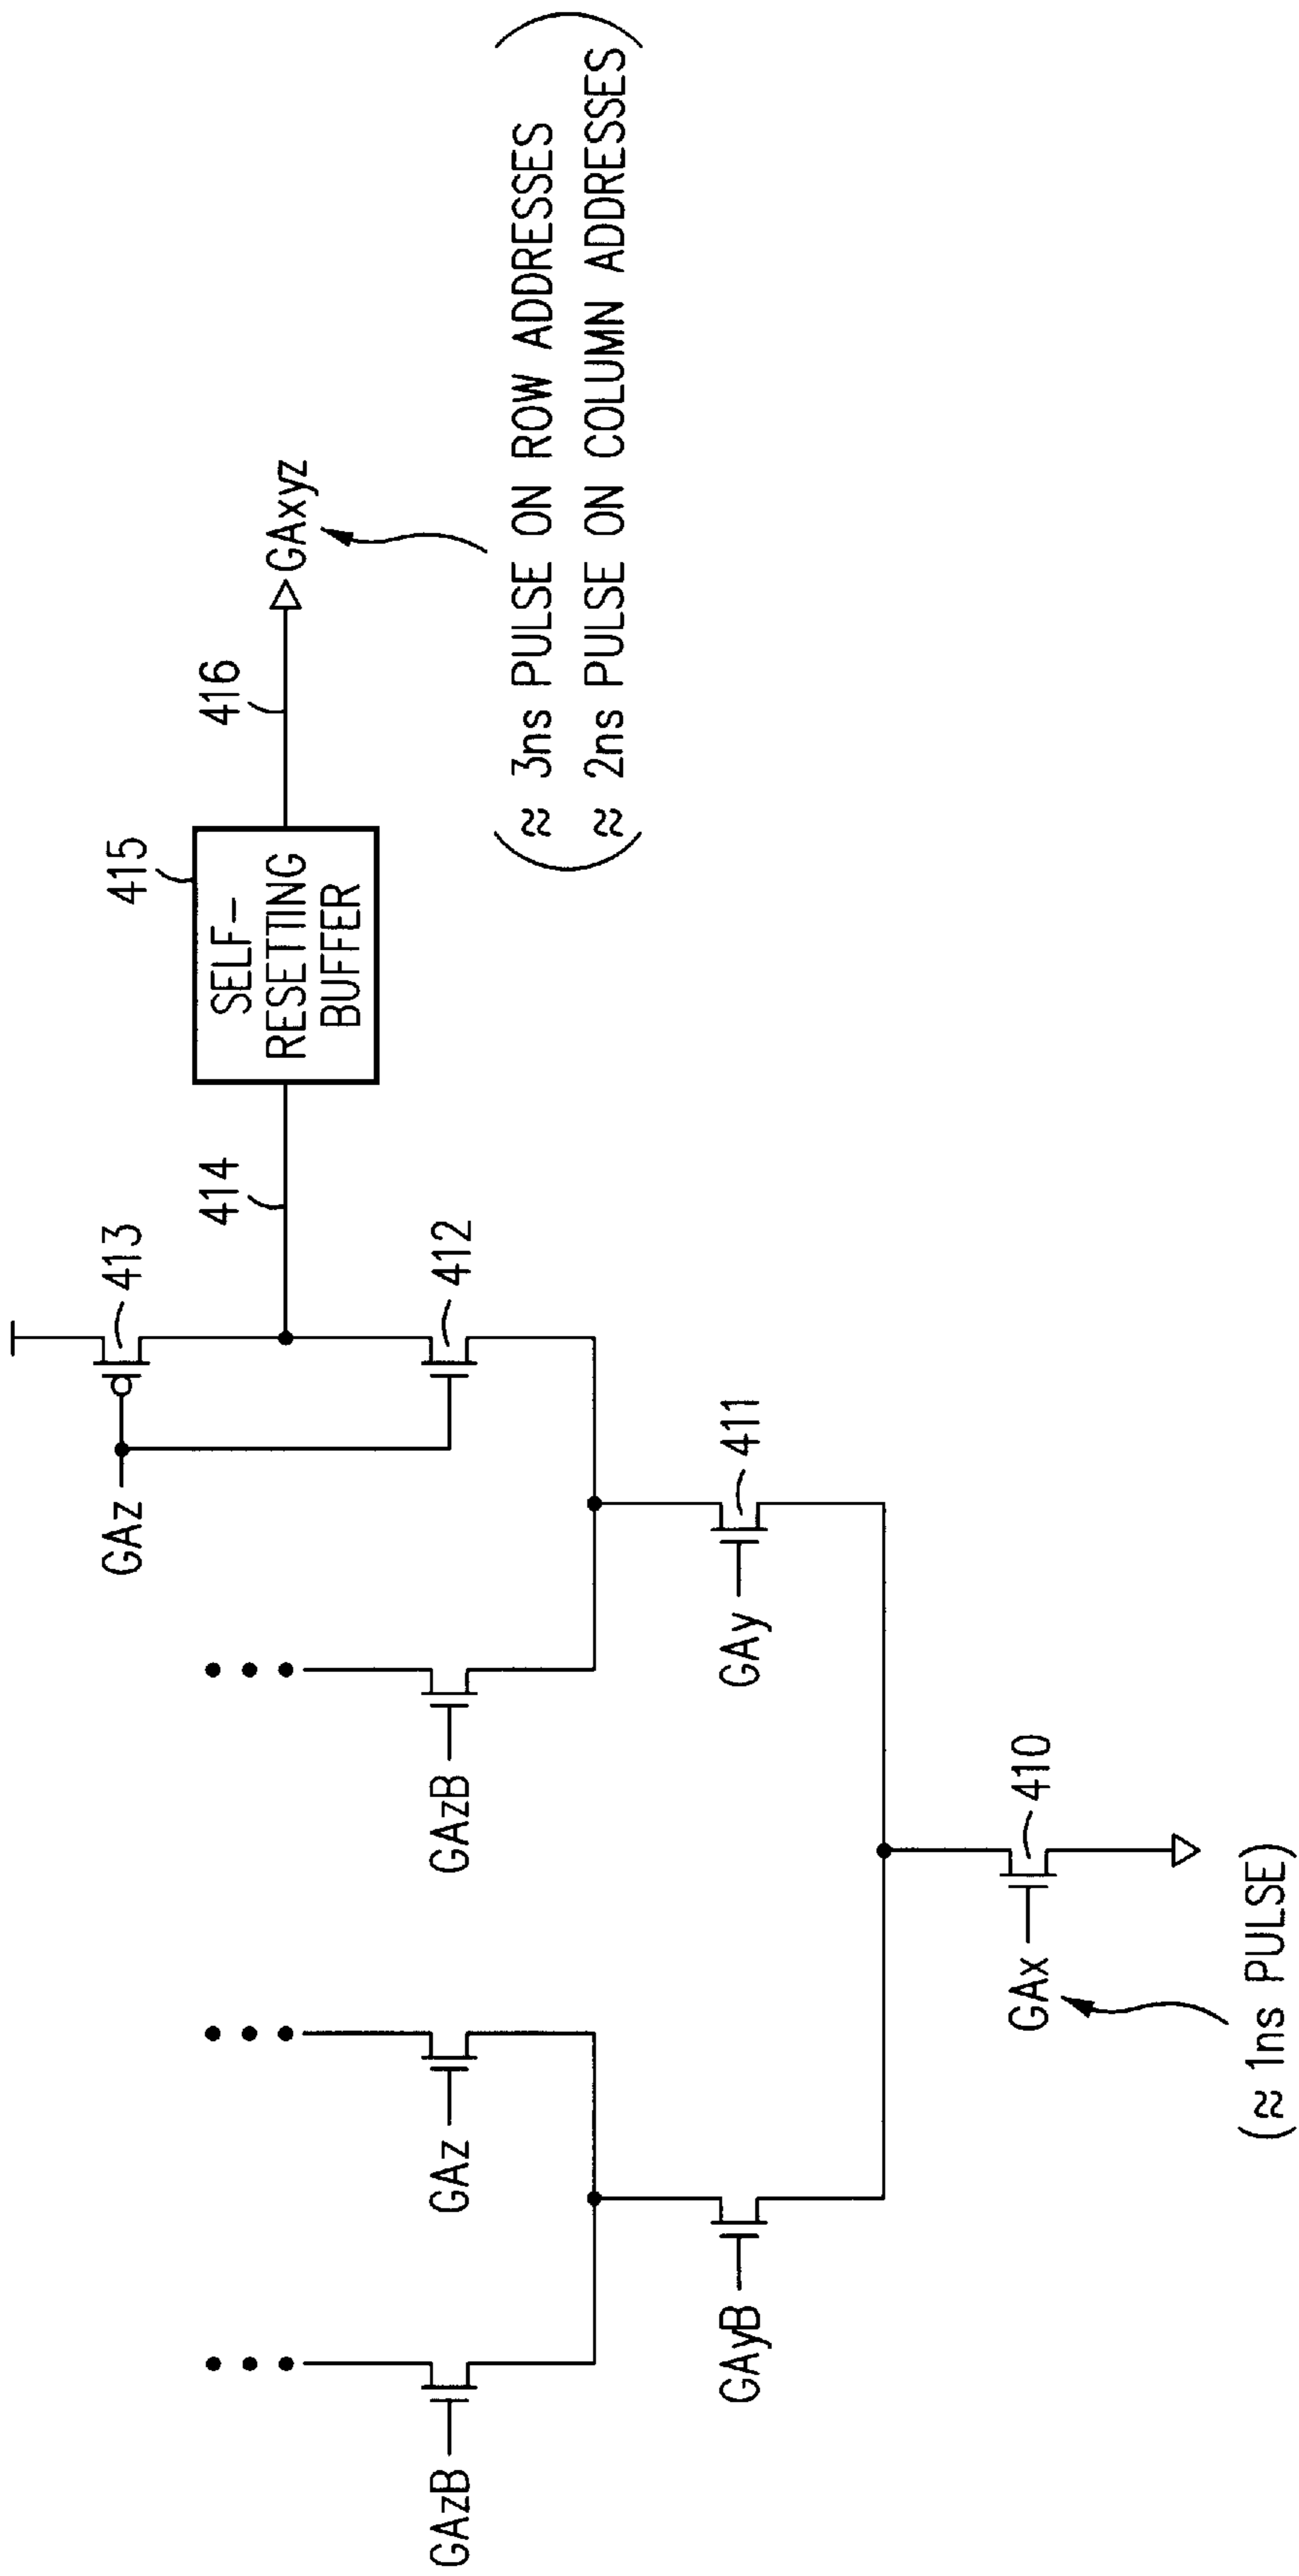 413
GAz
414
415
SELF–
RESETTING
BUFFER
416
GAxyz
(≈ 3ns PULSE ON ROW ADDRESSES
≈ 2ns PULSE ON COLUMN ADDRESSES)
GAzB
GAz
GAzB
412
GAyB
GAy
411
GAx
410
(≈ 1ns PULSE)